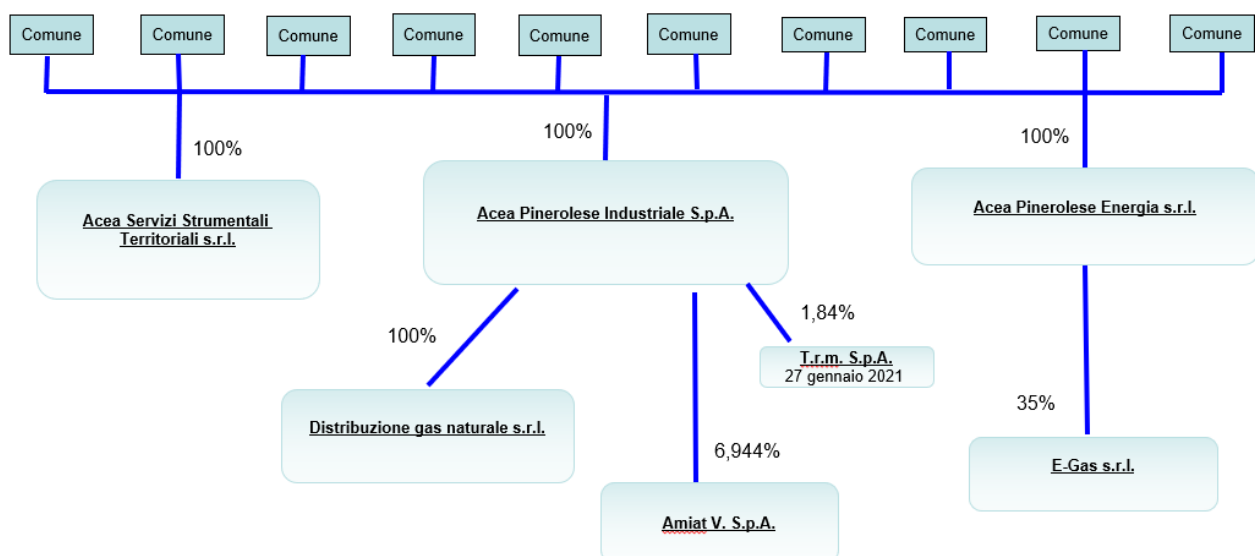 Comune
Comune
Comune
Comune
Comune
Comune
Comune
Comune
Comune
Comune
100%
100%
100%
Acea Servizi Strumentali
Territoriali s.r.l.
Acea Pinerolese Industriale S.p.A.
Acea Pinerolese Energia s.r.l.
100%
1,84%
T.r.m. S.p.A.
27 gennaio 2021
35%
Distribuzione gas naturale s.r.l.
6,944%
E-Gas s.r.l.
Amiat V. S.p.A.